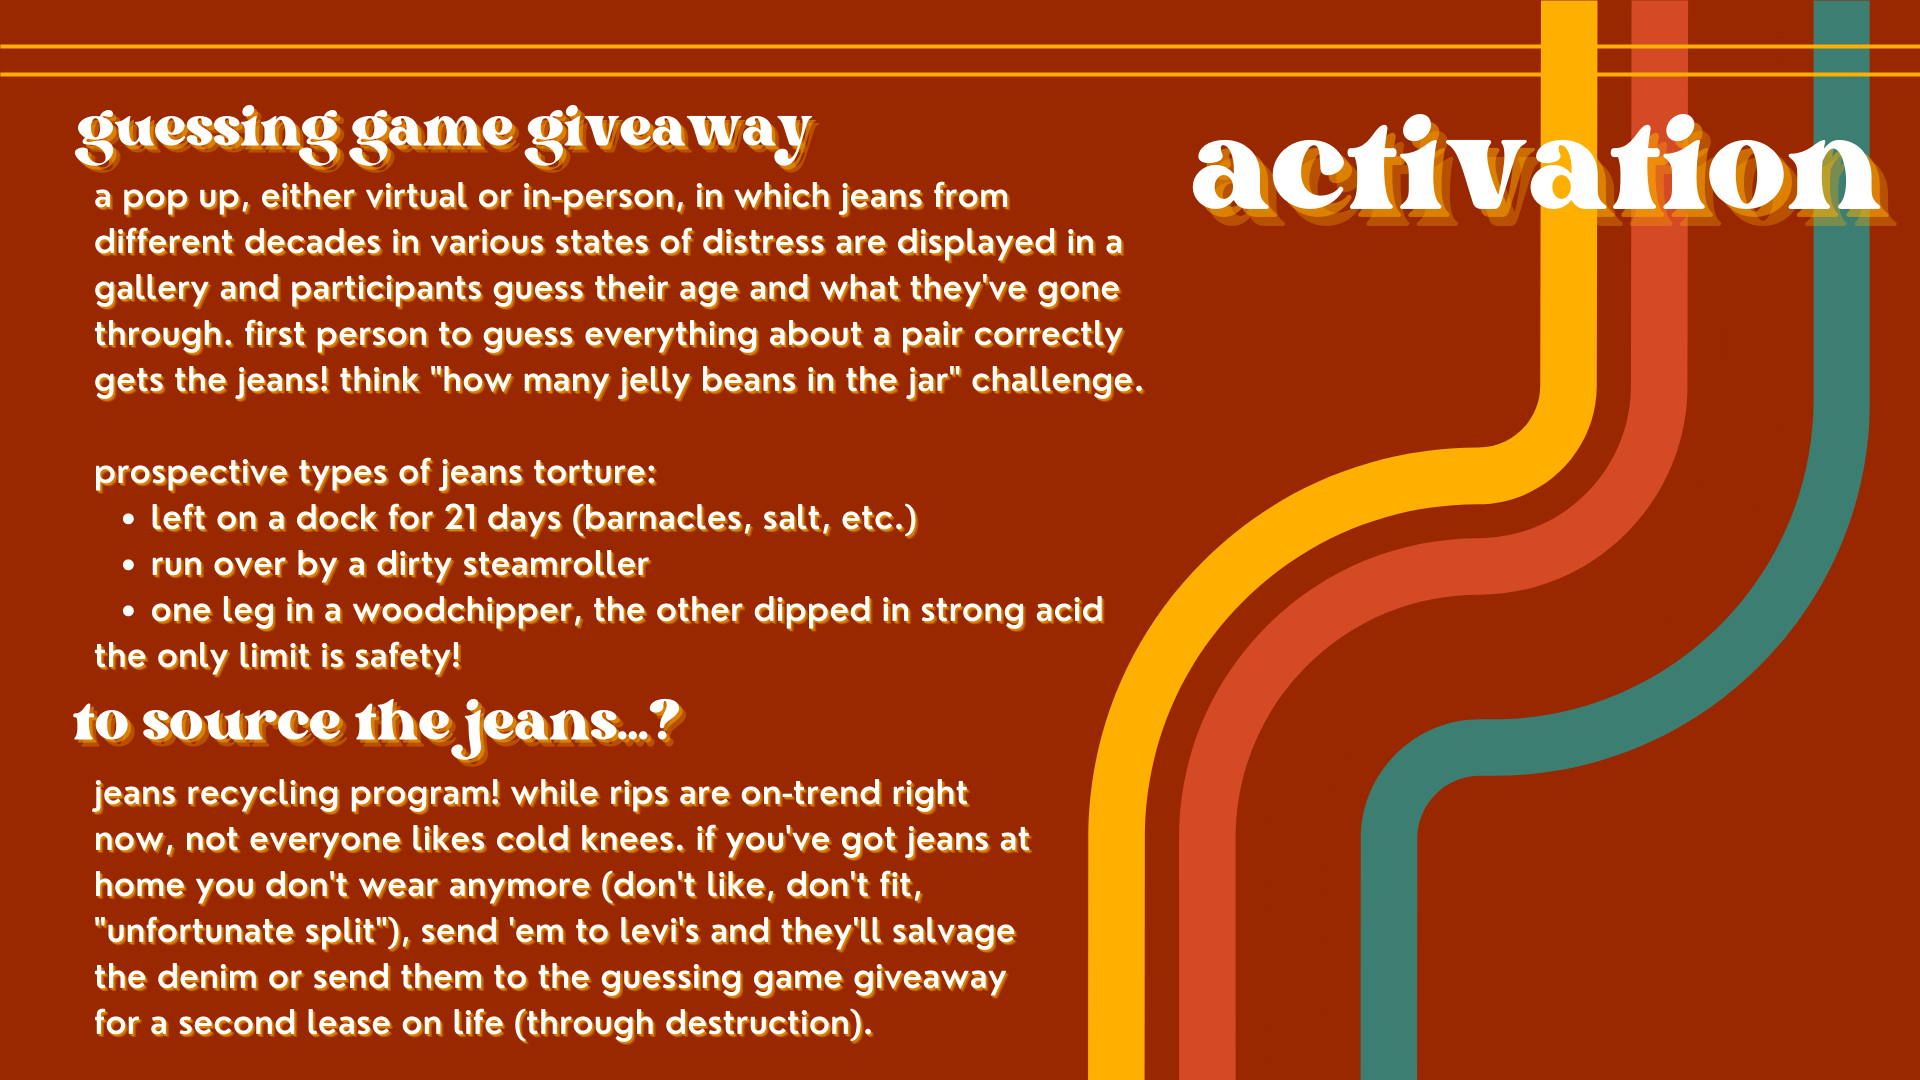 activation
guessing game giveaway
a pop up, either virtual or in-person, in which jeans from
different decades in various states of distress are displayed in a
gallery and participants guess their age and what they've gone
through. first person to guess everything about a pair correctly
gets the jeans! think "how many jelly beans in the jar" challenge.
prospective types of jeans torture:
• left on a dock for 21 days (barnacles, salt, etc.)
• run over by a dirty steamroller
• one leg in a woodchipper, the other dipped in strong acid
the only limit is safety!
to source the jeans...?
jeans recycling program! while rips are on-trend right
now, not everyone likes cold knees. if you've got jeans at
home you don't wear anymore (don't like, don't fit,
"unfortunate split"), send 'em to levi's and they'll salvage
the denim or send them to the guessing game giveaway
for a second lease on life (through destruction).